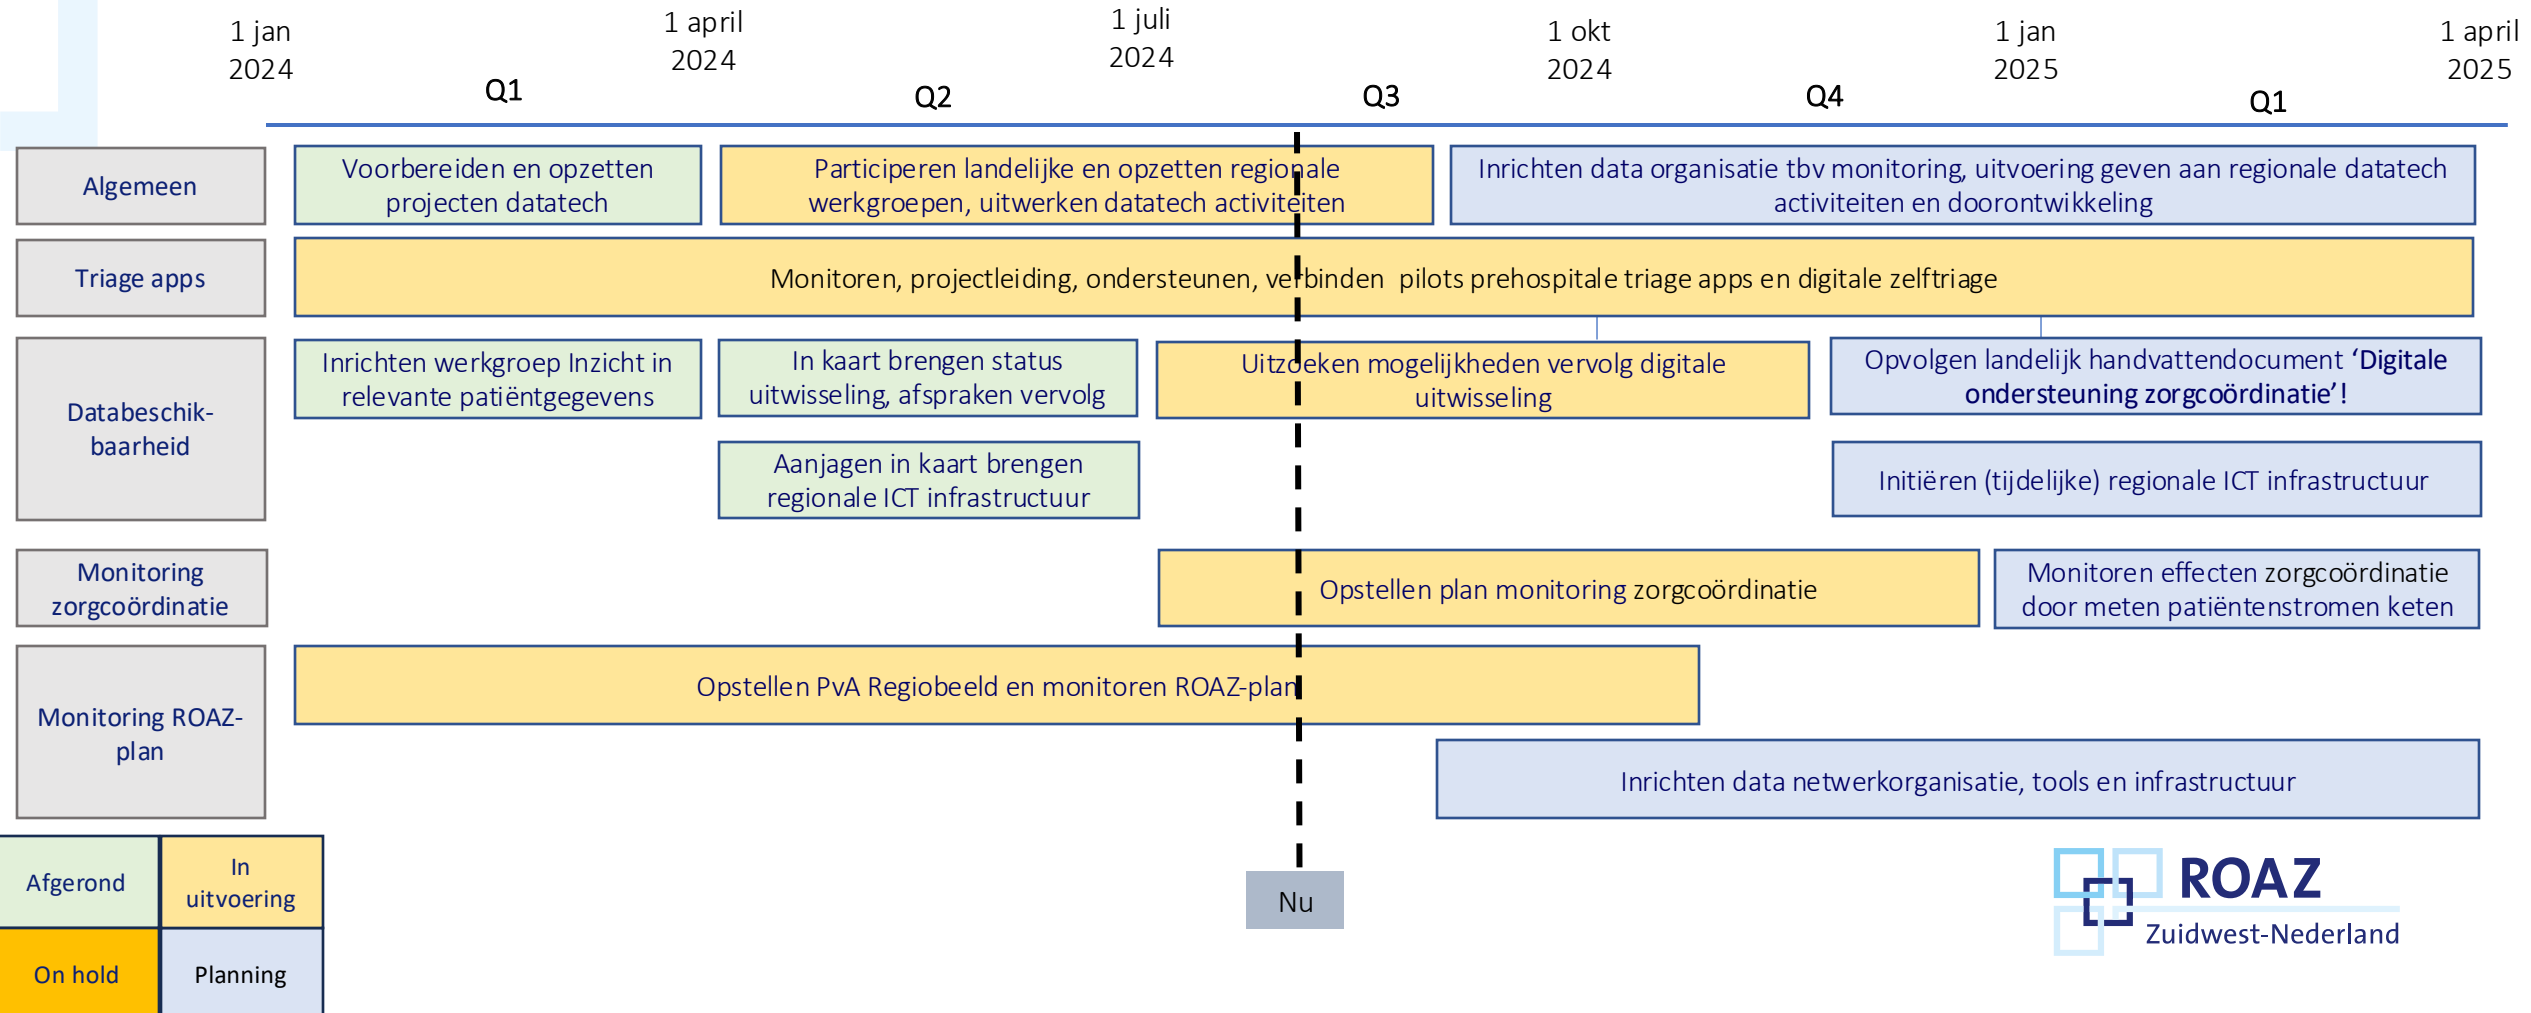 1 jan
2024
1 april
2024
1 juli
2024
1 okt
2024
1 jan
2025
1 april
2025
Q1
Q2
Q3
Q4
Q1
Algemeen
Voorbereiden en opzetten
projecten datatech
Participeren landelijke en opzetten regionale
werkgroepen, uitwerken datatech activiteiten
Inrichten data organisatie tbv monitoring, uitvoering geven aan regionale datatech
activiteiten en doorontwikkeling
Triage apps
Monitoren, projectleiding, ondersteunen, verbinden  pilots prehospitale triage apps en digitale zelftriage
Databeschik-
baarheid
Inrichten werkgroep Inzicht in
relevante patiëntgegevens
In kaart brengen status
uitwisseling, afspraken vervolg
Uitzoeken mogelijkheden vervolg digitale
uitwisseling
Opvolgen landelijk handvattendocument ‘Digitale
ondersteuning zorgcoördinatie’!
Aanjagen in kaart brengen
regionale ICT infrastructuur
Initiëren (tijdelijke) regionale ICT infrastructuur
Monitoring
zorgcoördinatie
Opstellen plan monitoring zorgcoördinatie
Monitoren effecten zorgcoördinatie
door meten patiëntenstromen keten
Monitoring ROAZ-
plan
Opstellen PvA Regiobeeld en monitoren ROAZ-plan
Inrichten data netwerkorganisatie, tools en infrastructuur
Afgerond
In
uitvoering
On hold
Planning
Nu
ROAZ
Zuidwest-Nederland